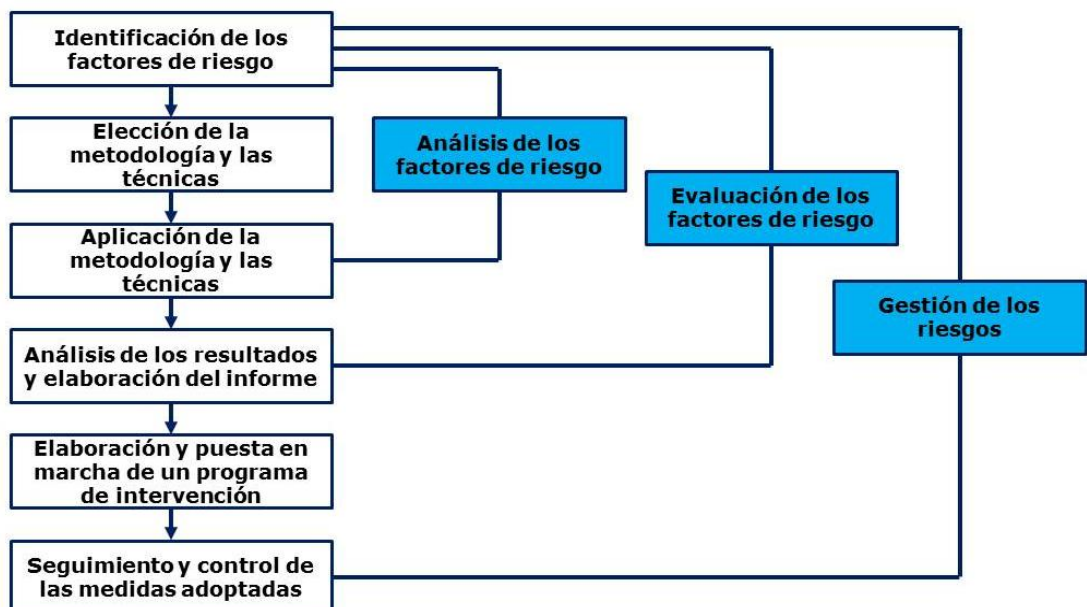 Identificación de los
factores de riesgo
Elección de la
metodología y las
técnicas
Análisis de los
factores de riesgo
Evaluación de los
factores de riesgo
Aplicación de la
metodología y las
técnicas
Gestión de los
riesgos
Análisis de los resultados
y elaboración del informe
Elaboración y puesta en
marcha de un programa
de intervención
Seguimiento y control de
las medidas adoptadas